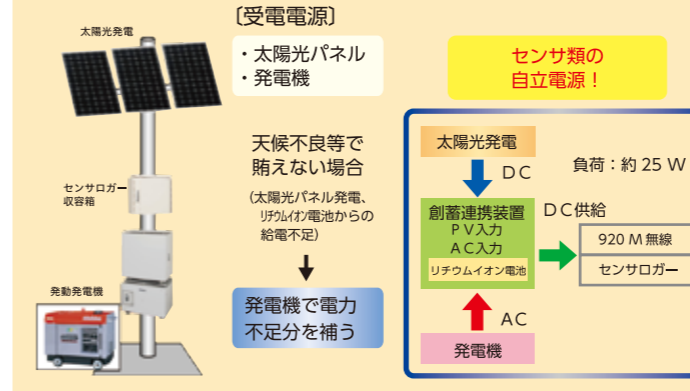 太陽光発電
センサロガー
収容箱
発動発電機
〔受電電源〕
・太陽光パネル
・発電機
天候不良等で
賄えない場合
(太陽光パネル発電、
リチウムイオン電池からの
給電不足)
発電機で電力
不足分を補う
センサ類の
自立電源！
太陽光発電
DC
負荷：約 25 W
創蓄連携装置
PV入力
AC入力
リチウムイオン電池
DC供給
920 M 無線
センサロガー
AC
発電機